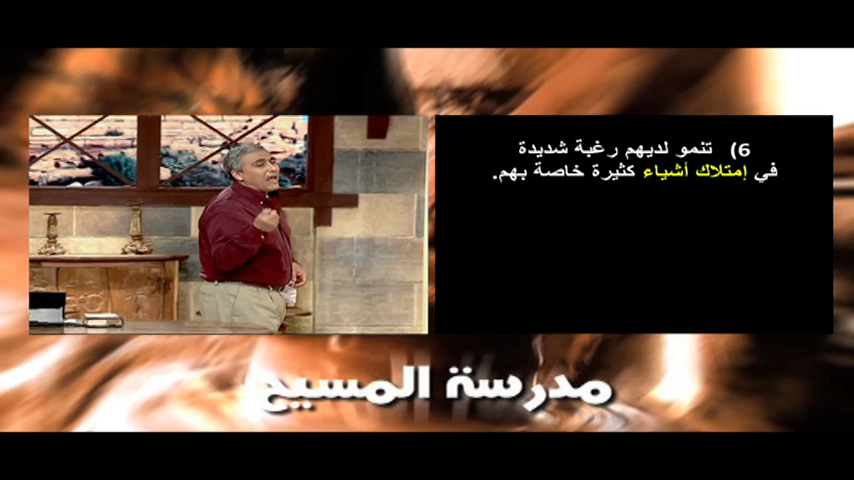 6) تنمو لديهم رغبة شديدة
في إمتلاك أشياء كثيرة خاصة بهم.
مدرسة المسيح